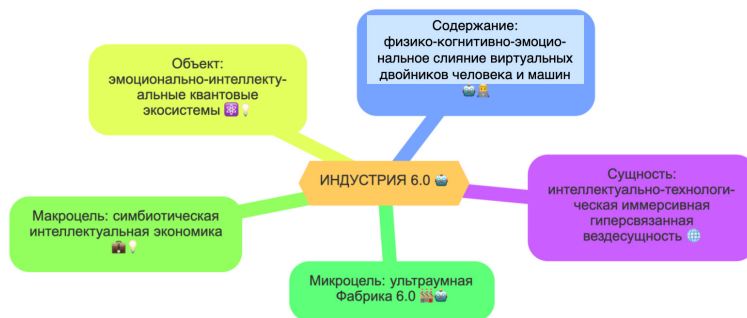 Содержание:
физико-когнитивно-эмоцио-
нальное слияние виртуальных
двойников человека и машин
Объект:
эмоционально-интеллекту-
альные квантовые
экосистемы
ИНДУСТРИЯ 6.0
Сущность:
интеллектуально-технологи-
ческая иммерсивная
гиперсвязанная
вездесущность
Макроцель: симбиотическая
интеллектуальная экономика
Микроцель: ультраумная
Фабрика 6.0